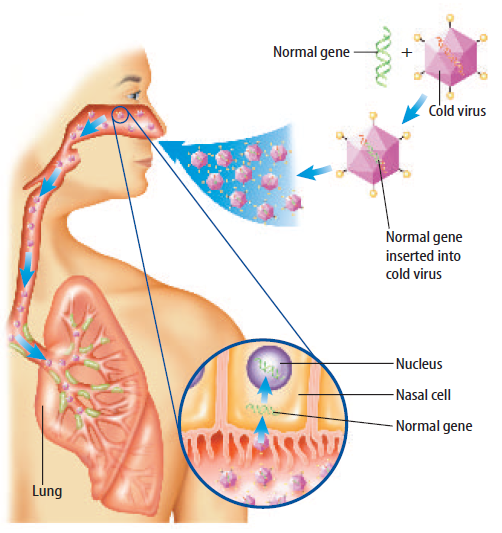 Normal gene
+
Cold virus
Normal gene
inserted into
cold virus
Nucleus
Nasal cell
Normal gene
Lung